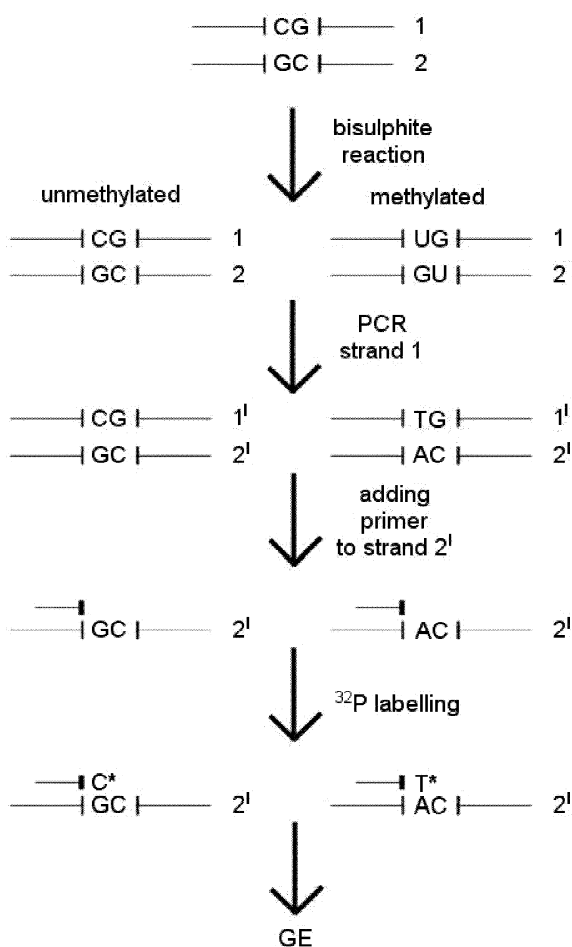 CG 1
GC 2
bisulphite
reaction
unmethylated methylated
CG 1 UG 1
GC 2 GU 2
PCR
strand 1
CG 1ᴵ TG 1ᴵ
GC 2ᴵ AC 2ᴵ
adding
primer
to strand 2ᴵ
GC 2ᴵ AC 2ᴵ
³²P labelling
C* T*
GC 2ᴵ AC 2ᴵ
GE